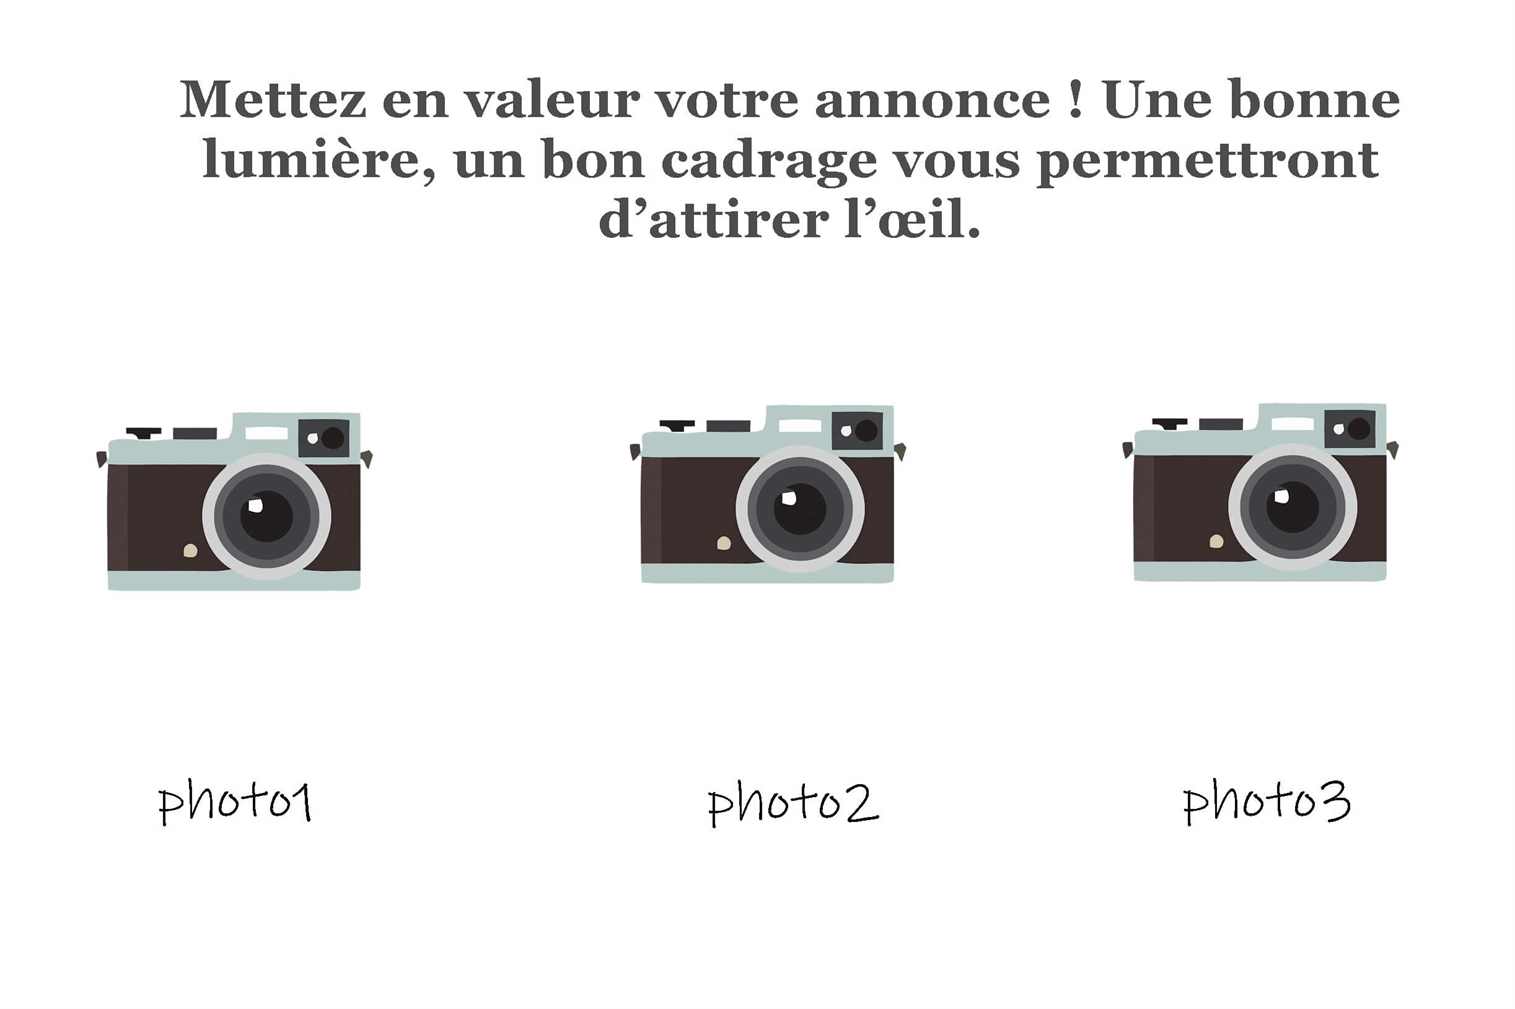 Mettez en valeur votre annonce ! Une bonne
lumière, un bon cadrage vous permettront
d’attirer l’œil.
photo1
photo2
photo3